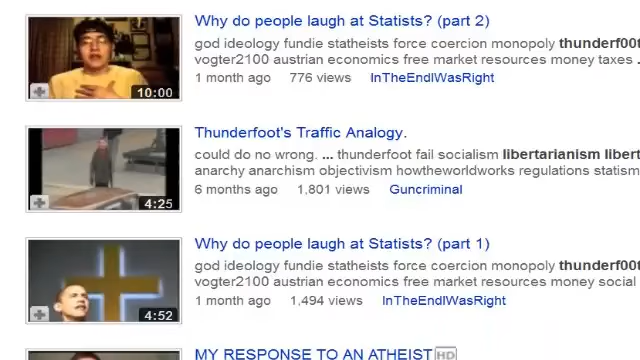 Why do people laugh at Statists? (part 2)
god ideology fundie statheists force coercion monopoly thunderf00t
vogter2100 austrian economics free market resources money taxes ...
1 month ago 776 views InTheEndIWasRight
10:00
Thunderfoot's Traffic Analogy.
could do no wrong. ... thunderfoot fail socialism libertarianism libert
anarchy anarchism objectivism howtheworldworks regulations statism
6 months ago 1,801 views Guncriminal
4:25
Why do people laugh at Statists? (part 1)
god ideology fundie statheists force coercion monopoly thunderf00t
vogter2100 austrian economics free market resources money social
1 month ago 1,494 views InTheEndIWasRight
4:52
MY RESPONSE TO AN ATHEIST HD